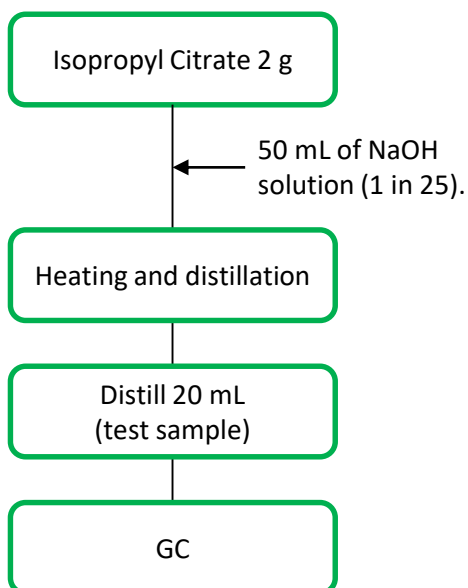 Isopropyl Citrate 2 g
50 mL of NaOH
solution (1 in 25).
Heating and distillation
Distill 20 mL
(test sample)
GC